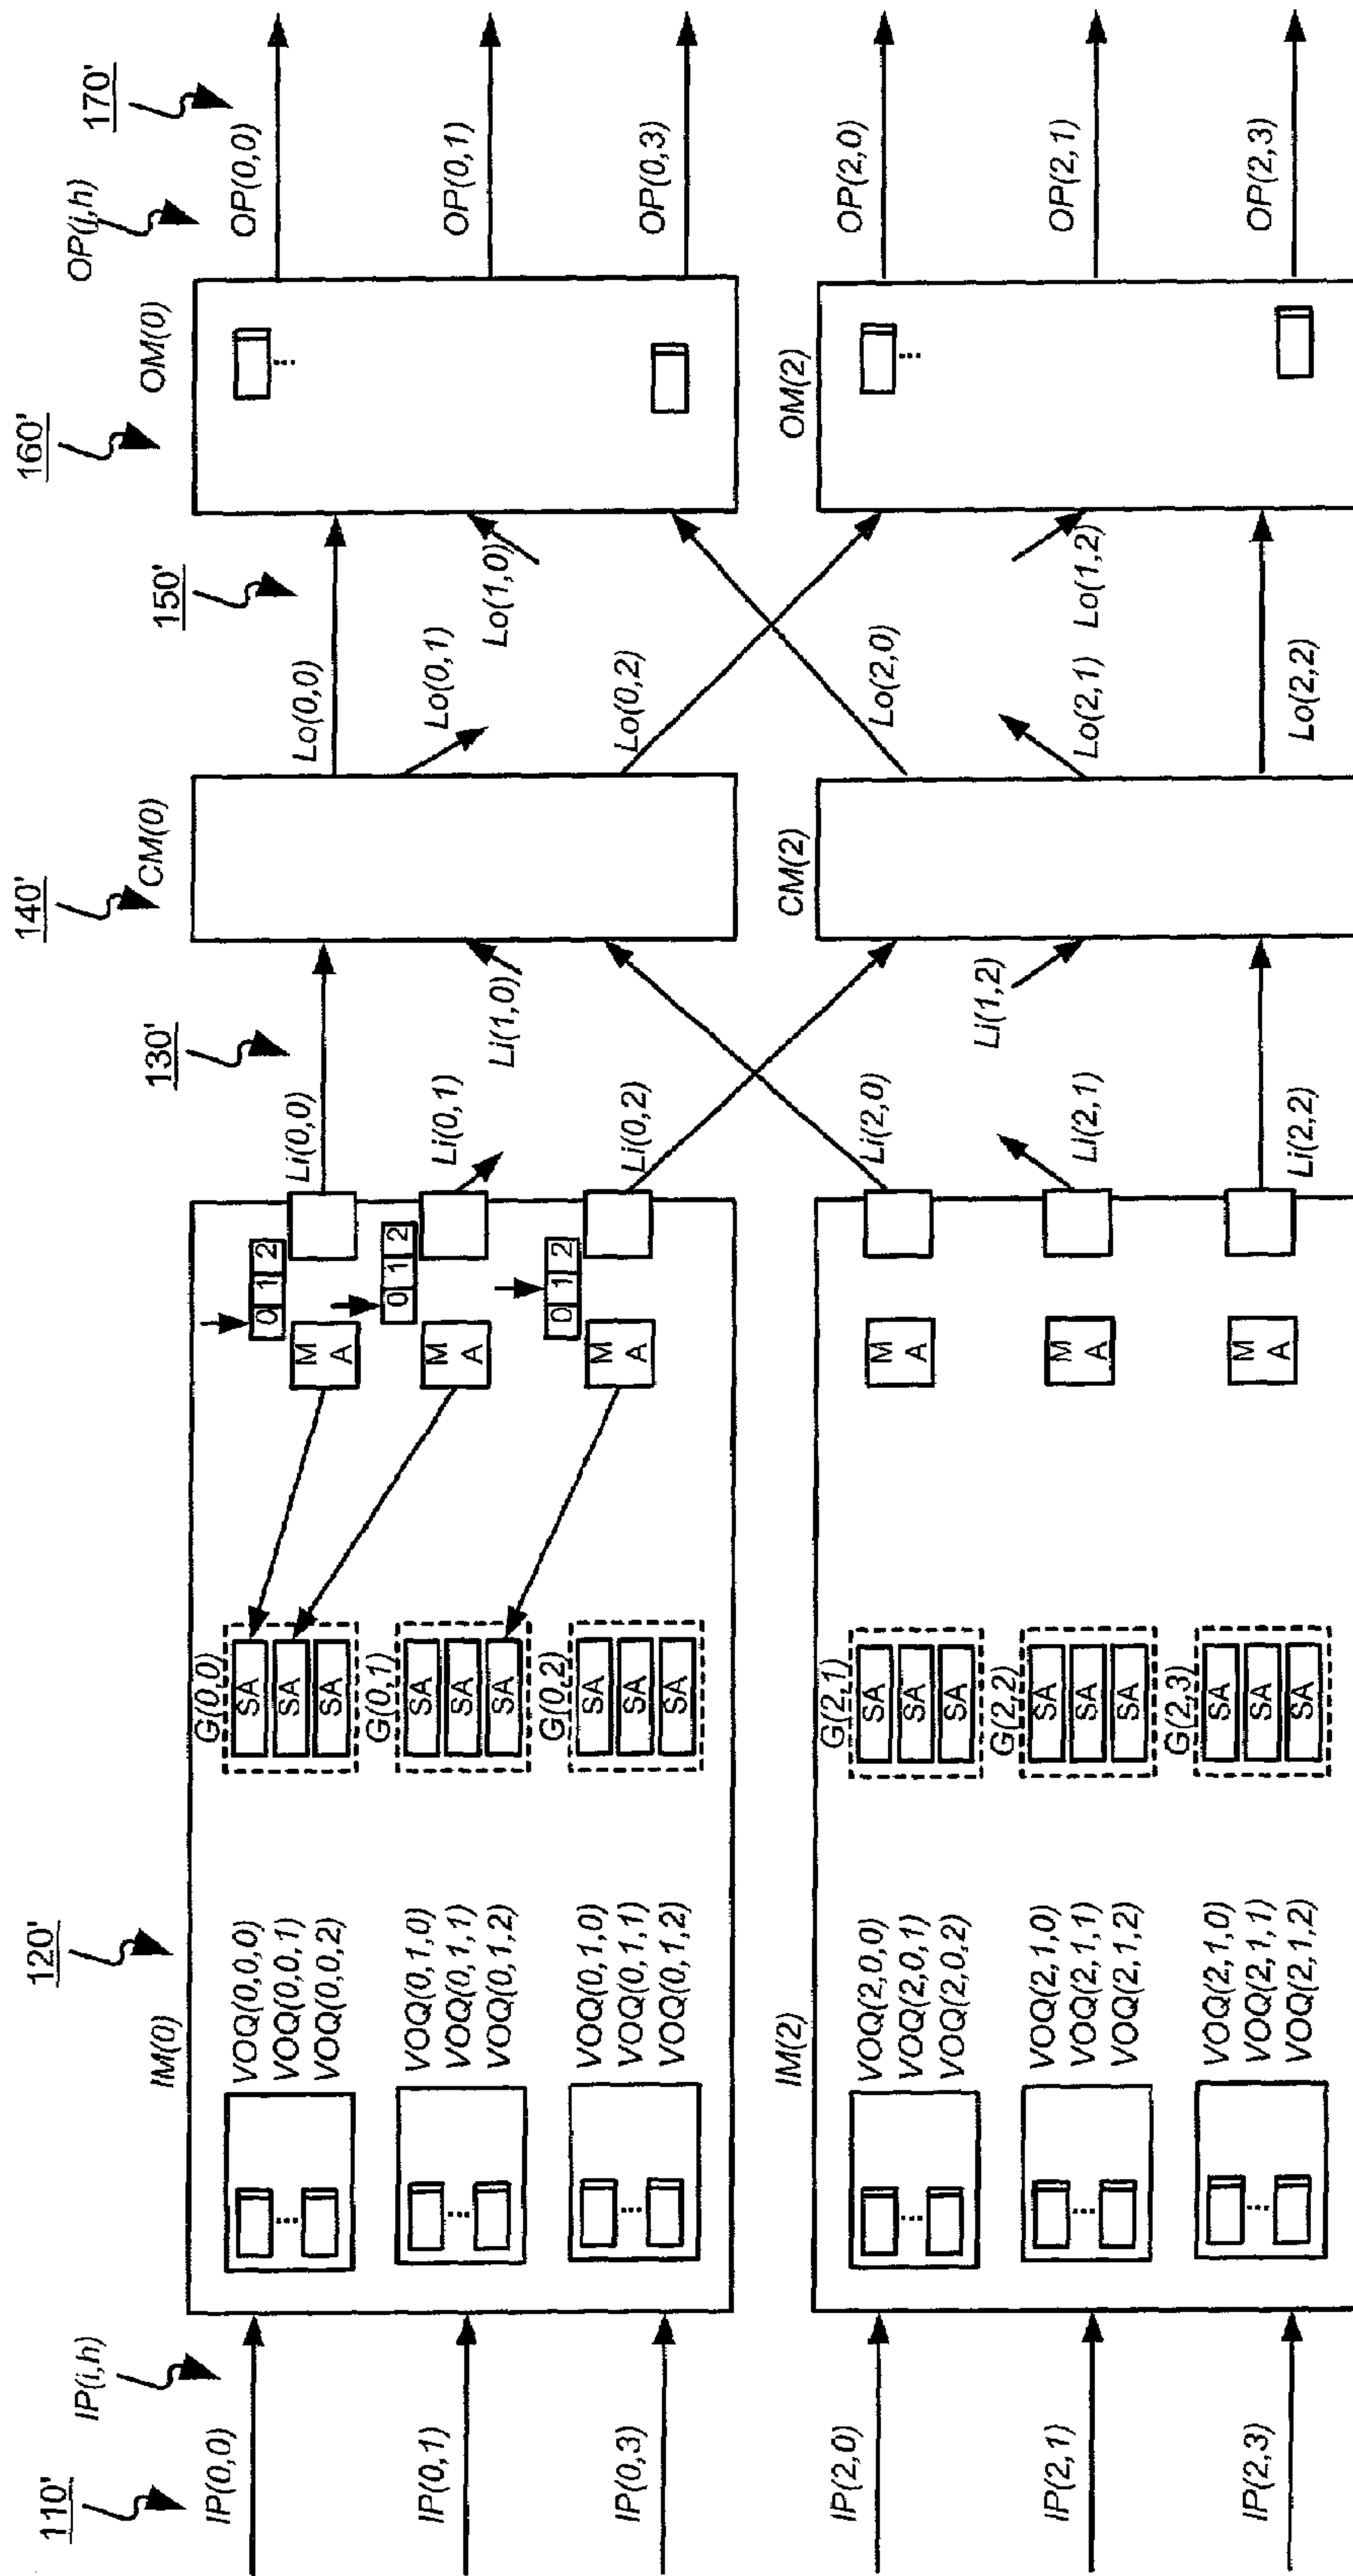 110'
IP(i,h)
120'
130'
140'
150'
160'
OP(j,h)
170'
IM(0)
IP(0,0)
IP(0,1)
IP(0,3)
VOQ(0,0,0)
VOQ(0,0,1)
VOQ(0,0,2)
VOQ(0,1,0)
VOQ(0,1,1)
VOQ(0,1,2)
VOQ(0,1,0)
VOQ(0,1,1)
VOQ(0,1,2)
G(0,0)
SA
SA
SA
G(0,1)
SA
SA
SA
G(0,2)
SA
SA
SA
0 1 2
M A
0 1 2
M A
0 1 2
M A
Li(0,0)
Li(0,1)
Li(0,2)
Li(1,0)
CM(0)
Lo(0,0)
Lo(0,1)
Lo(0,2)
Lo(1,0)
OM(0)
OP(0,0)
OP(0,1)
OP(0,3)
IM(2)
IP(2,0)
IP(2,1)
IP(2,3)
VOQ(2,0,0)
VOQ(2,0,1)
VOQ(2,0,2)
VOQ(2,1,0)
VOQ(2,1,1)
VOQ(2,1,2)
VOQ(2,1,0)
VOQ(2,1,1)
VOQ(2,1,2)
G(2,1)
SA
SA
SA
G(2,2)
SA
SA
SA
G(2,3)
SA
SA
SA
M A
M A
M A
Li(2,0)
Li(2,1)
Li(2,2)
Li(1,2)
CM(2)
Lo(2,0)
Lo(2,1)
Lo(2,2)
Lo(1,2)
OM(2)
OP(2,0)
OP(2,1)
OP(2,3)